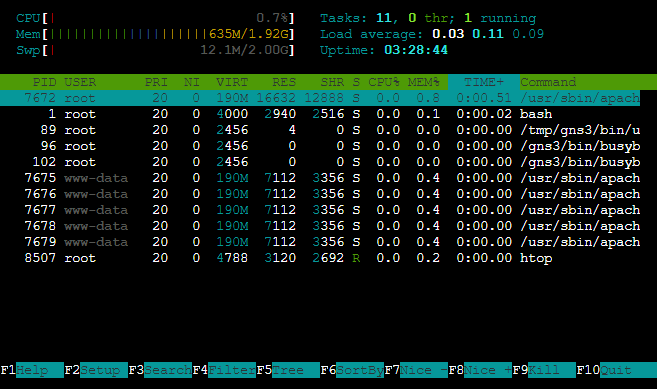 CPU[| 0.7%] Tasks: 11, 0 thr; 1 running
Mem[||||||||||||||||||||635M/1.92G] Load average: 0.03 0.11 0.09
Swp[| 12.1M/2.00G] Uptime: 03:28:44
PID USER PRI NI VIRT RES SHR S CPU% MEM% TIME+ Command
7672 root 20 0 190M 16632 12888 S 0.0 0.8 0:00.51 /usr/sbin/apach
1 root 20 0 4000 2940 2516 S 0.0 0.1 0:00.02 bash
89 root 20 0 2456 4 0 S 0.0 0.0 0:00.00 /tmp/gns3/bin/u
96 root 20 0 2456 0 0 S 0.0 0.0 0:00.00 /gns3/bin/busyb
102 root 20 0 2456 0 0 S 0.0 0.0 0:00.00 /gns3/bin/busyb
7675 www-data 20 0 190M 7112 3356 S 0.0 0.4 0:00.00 /usr/sbin/apach
7676 www-data 20 0 190M 7112 3356 S 0.0 0.4 0:00.00 /usr/sbin/apach
7677 www-data 20 0 190M 7112 3356 S 0.0 0.4 0:00.00 /usr/sbin/apach
7678 www-data 20 0 190M 7112 3356 S 0.0 0.4 0:00.00 /usr/sbin/apach
7679 www-data 20 0 190M 7112 3356 S 0.0 0.4 0:00.00 /usr/sbin/apach
8507 root 20 0 4788 3120 2692 R 0.0 0.2 0:00.00 htop
F1Help F2Setup F3SearchF4FilterF5Tree F6SortByF7Nice -F8Nice +F9Kill F10Quit